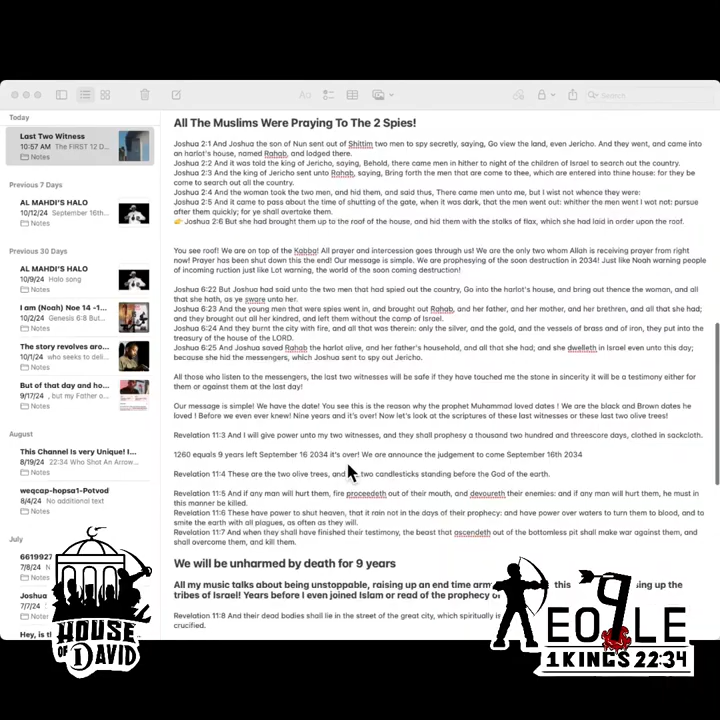 Search
Today
Last Two Witness
10:57 AM The FIRST 12 D...
Notes
Previous 7 Days
AL MAHDI'S HALO
10/12/24 September 16th...
Notes
Previous 30 Days
AL MAHDI'S HALO
10/9/24 Halo song
Notes
I am (Noah) Noe 14 -1...
10/2/24 Genesis 6:8 But...
Notes
The story revolves aro...
10/1/24 who seeks to deli...
Notes
But of that day and ho...
9/17/24 , but my Father o...
Notes
August
This Channel is very Unique! I...
8/19/24 22:34 Who Shot An Arrow...
Notes
weqcap-hopsa1-Potvod
8/4/24 No additional text
Notes
July
6619927
7/8/24
Notes
Joshua
7/7/24
Notes
Hey, is th
All The Muslims Were Praying To The 2 Spies!
Joshua 2:1 And Joshua the son of Nun sent out of Shittim two men to spy secretly, saying, Go view the land, even Jericho. And they went, and came into
an harlot's house, named Rahab, and lodged there.
Joshua 2:2 And it was told the king of Jericho, saying, Behold, there came men in hither to night of the children of Israel to search out the country.
Joshua 2:3 And the king of Jericho sent unto Rahab, saying, Bring forth the men that are come to thee, which are entered into thine house: for they be
come to search out all the country.
Joshua 2:4 And the woman took the two men, and hid them, and said thus, There came men unto me, but I wist not whence they were:
Joshua 2:5 And it came to pass about the time of shutting of the gate, when it was dark, that the men went out: whither the men went I wot not: pursue
after them quickly; for ye shall overtake them.
👉 Joshua 2:6 But she had brought them up to the roof of the house, and hid them with the stalks of flax, which she had laid in order upon the roof.
You see roof! We are on top of the Kabba! All prayer and intercession goes through us! We are the only two whom Allah is receiving prayer from right
now! Prayer has been shut down this the end! Our message is simple. We are prophesying of the soon destruction in 2034! Just like Noah warning people
of incoming ruction just like Lot warning, the world of the soon coming destruction!
Joshua 6:22 But Joshua had said unto the two men that had spied out the country, Go into the harlot's house, and bring out thence the woman, and all
that she hath, as ye sware unto her.
Joshua 6:23 And the young men that were spies went in, and brought out Rahab, and her father, and her mother, and her brethren, and all that she had;
and they brought out all her kindred, and left them without the camp of Israel.
Joshua 6:24 And they burnt the city with fire, and all that was therein: only the silver, and the gold, and the vessels of brass and of iron, they put into the
treasury of the house of the LORD.
Joshua 6:25 And Joshua saved Rahab the harlot alive, and her father's household, and all that she had; and she dwelleth in Israel even unto this day;
because she hid the messengers, which Joshua sent to spy out Jericho.
All those who listen to the messengers, the last two witnesses will be safe if they have touched me the stone in sincerity it will be a testimony either for
them or against them at the last day!
Our message is simple! We have the date! You see this is the reason why the prophet Muhammad loved dates ! We are the black and Brown dates he
loved ! Before we even ever knew! Nine years and it's over! Now let's look at the scriptures of these last witnesses or these last two olive trees!
Revelation 11:3 And I will give power unto my two witnesses, and they shall prophesy a thousand two hundred and threescore days, clothed in sackcloth.
1260 equals 9 years left September 16 2034 it's over! We are announce the judgement to come September 16th 2034
Revelation 11:4 These are the two olive trees, and two candlesticks standing before the God of the earth.
Revelation 11:5 And if any man will hurt them, fire proceedeth out of their mouth, and devoureth their enemies: and if any man will hurt them, he must in
this manner be killed.
Revelation 11:6 These have power to shut heaven, that it rain not in the days of their prophecy: and have power over waters to turn them to blood, and to
smite the earth with all plagues, as often as they will.
Revelation 11:7 And when they shall have finished their testimony, the beast that ascendeth out of the bottomless pit shall make war against them, and
shall overcome them, and kill them.
We will be unharmed by death for 9 years
All my music talks about being unstoppable, raising up an end time arm this ing up the
tribes of Israel! Years before I even joined Islam or read of the prophecy o
Revelation 11:8 And their dead bodies shall lie in the street of the great city, which spiritually is
crucified.
HOUSE
OF DAVID
PEOPLE
1 KINGS 22:34